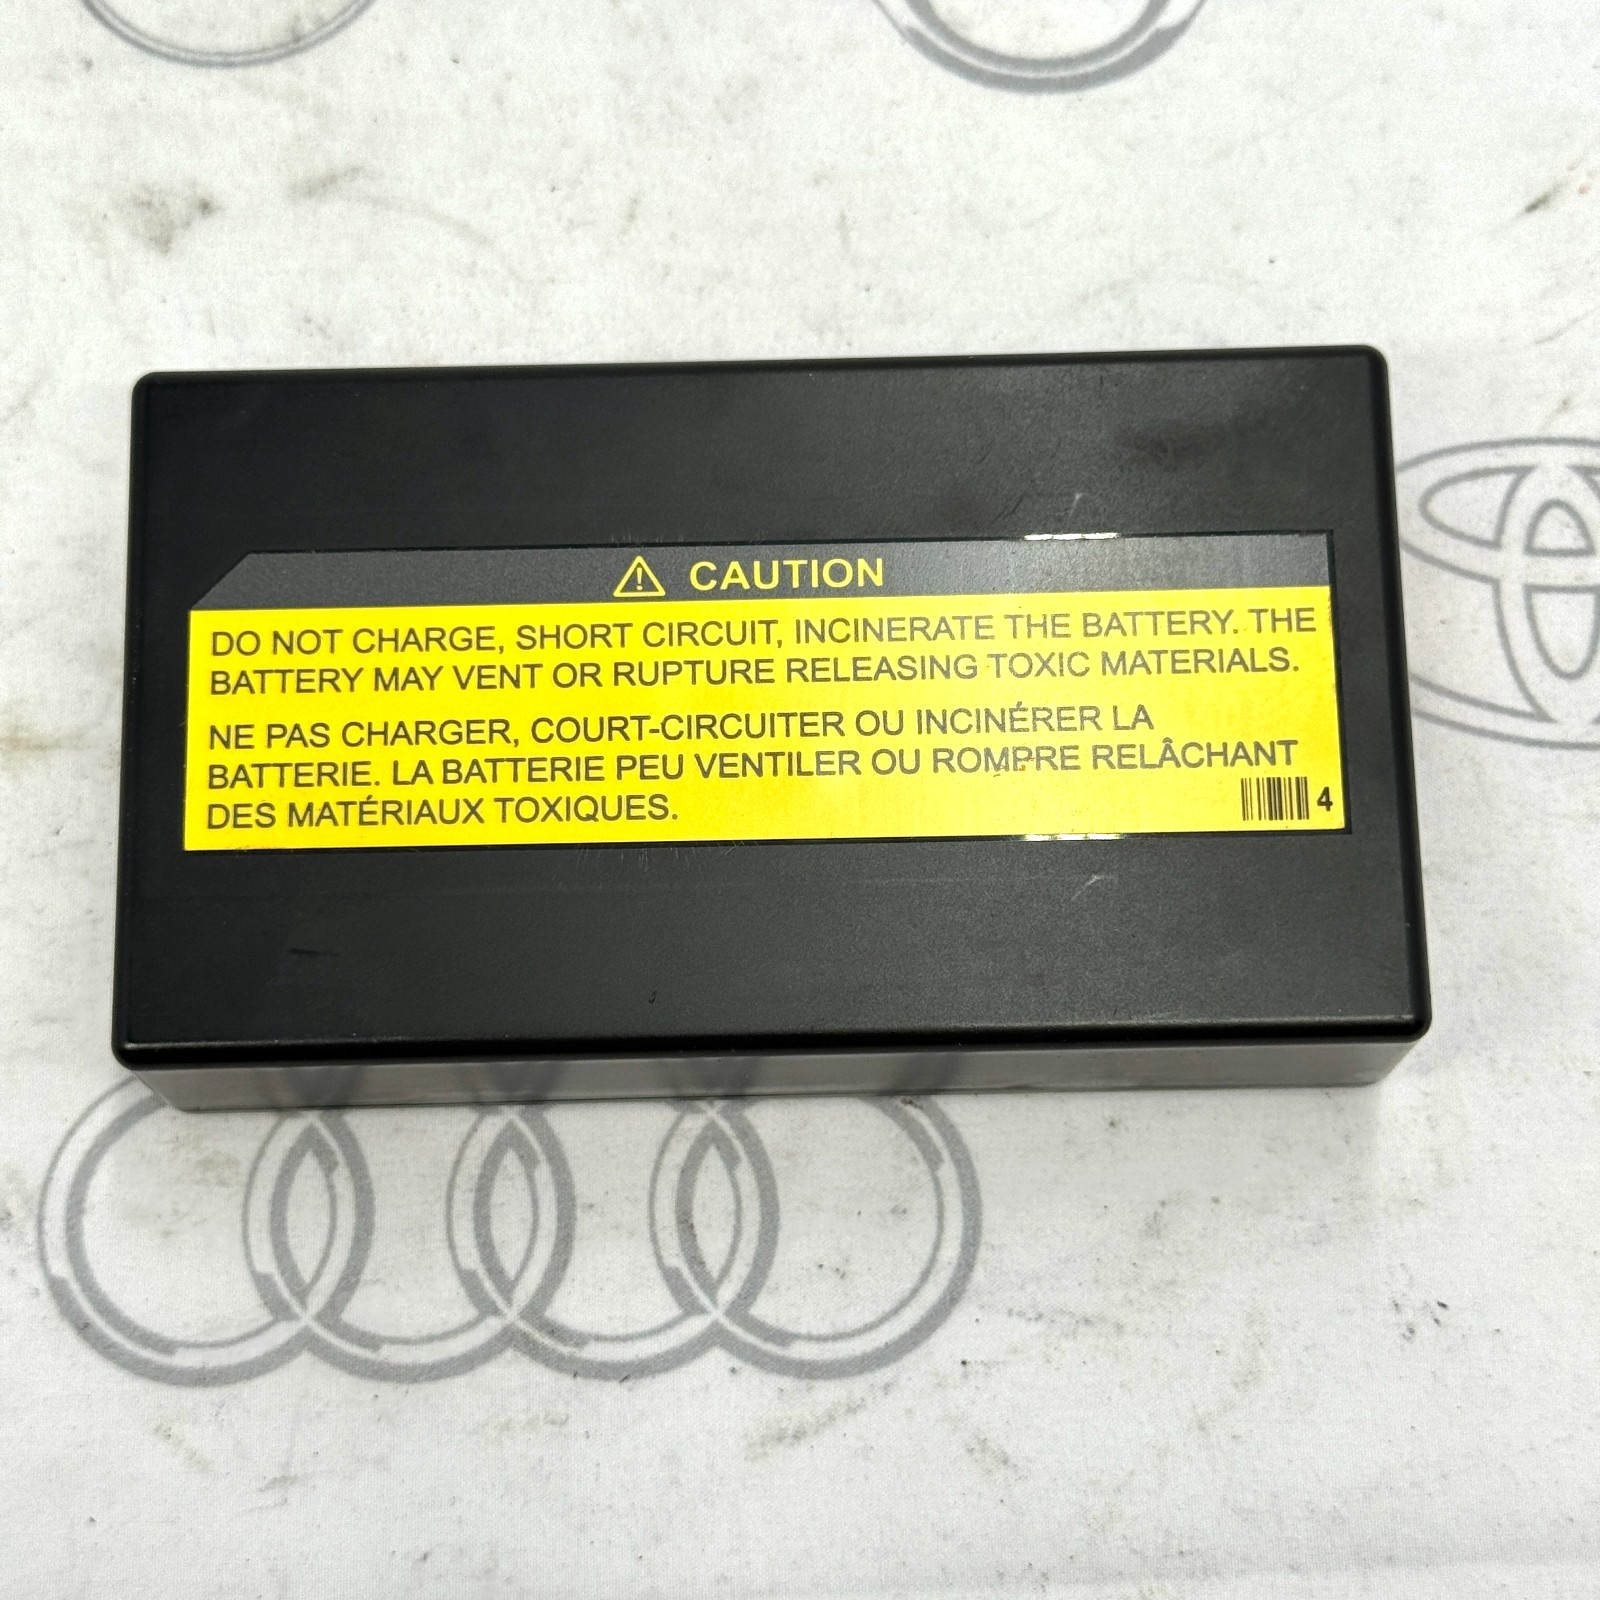 CAUTION
DO NOT CHARGE, SHORT CIRCUIT, INCINERATE THE BATTERY. THE
BATTERY MAY VENT OR RUPTURE RELEASING TOXIC MATERIALS.
NE PAS CHARGER, COURT-CIRCUITER OU INCINÉRER LA
BATTERIE. LA BATTERIE PEU VENTILER OU ROMPRE RELÂCHANT
DES MATÉRIAUX TOXIQUES.
4